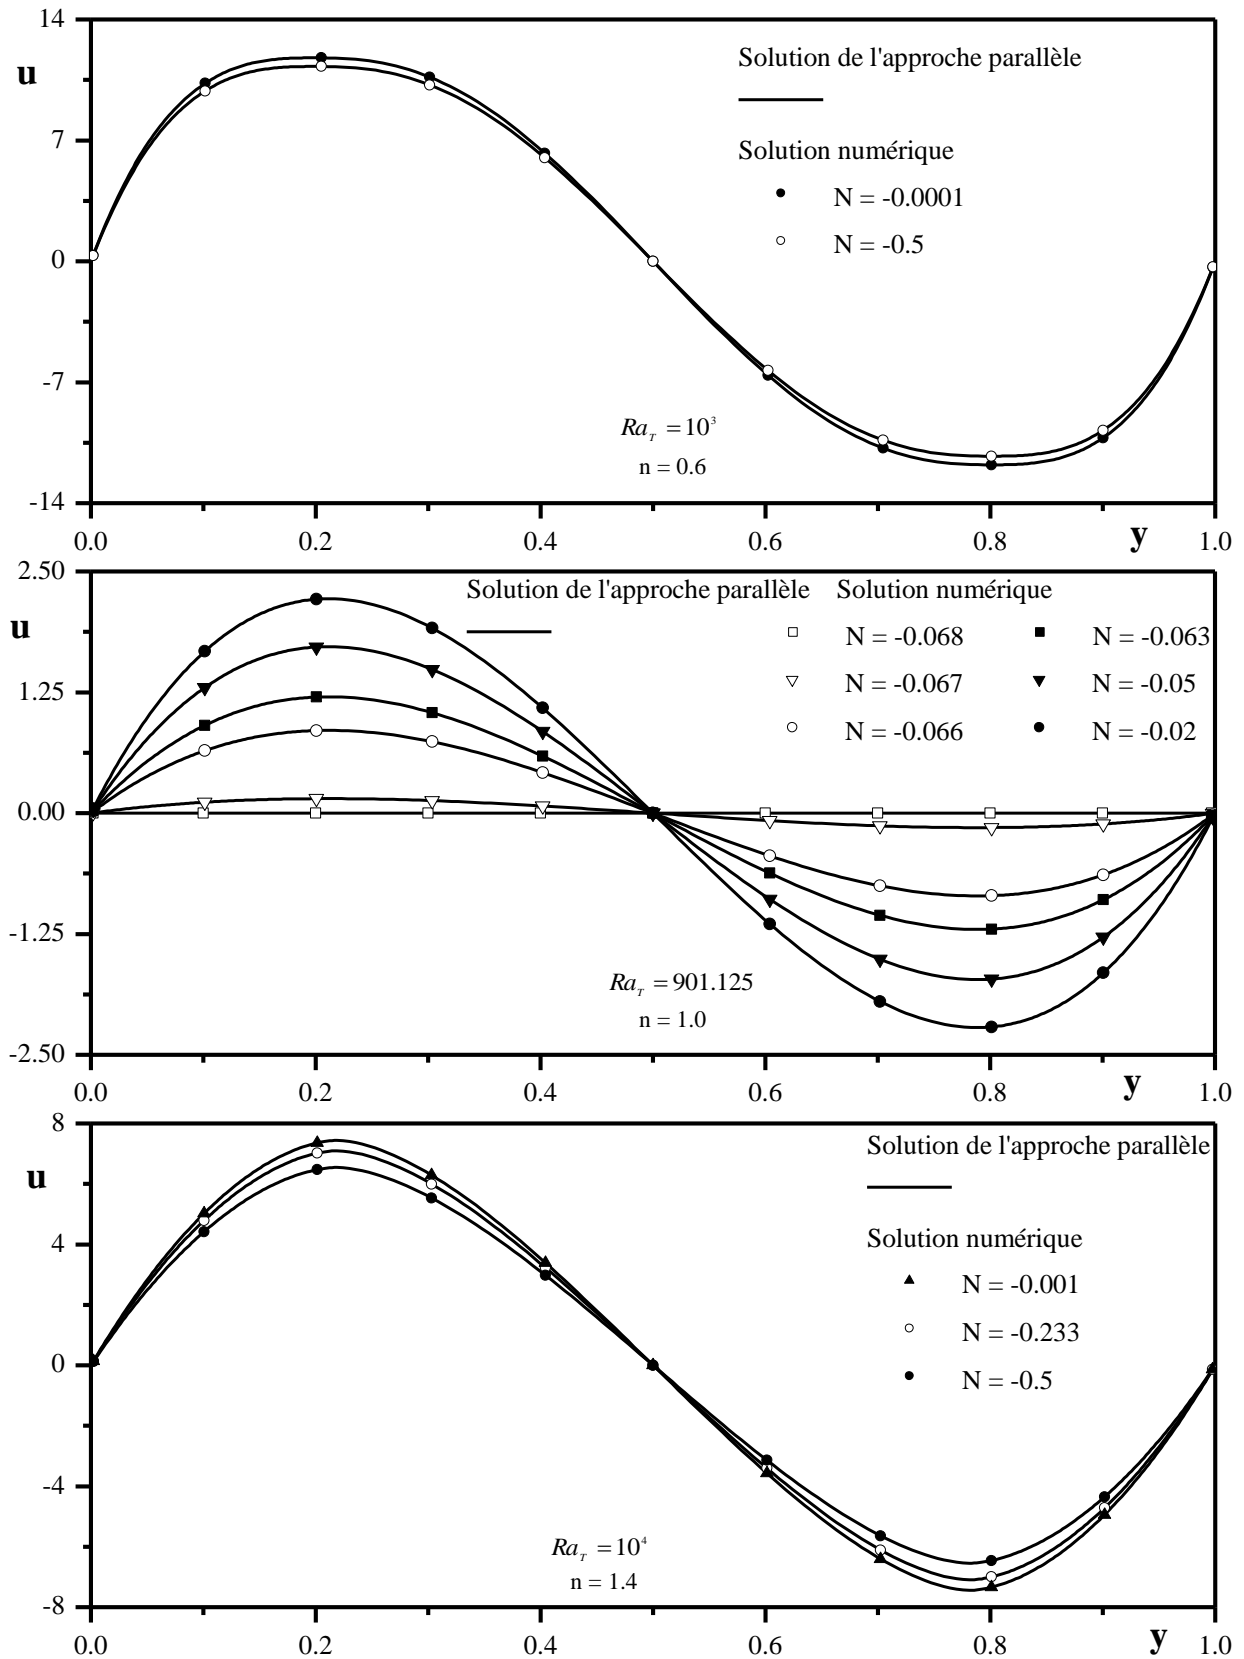 14
u
7
0
-7
-14
Solution de l'approche parallèle
Solution numérique
N = -0.0001
N = -0.5
Ra_T = 10³
n = 0.6
0.0 0.2 0.4 0.6 0.8 y 1.0
2.50
u
1.25
0.00
-1.25
-2.50
Solution de l'approche parallèle Solution numérique
N = -0.068 N = -0.063
N = -0.067 N = -0.05
N = -0.066 N = -0.02
Ra_T = 901.125
n = 1.0
0.0 0.2 0.4 0.6 0.8 y 1.0
8
u
4
0
-4
-8
Solution de l'approche parallèle
Solution numérique
N = -0.001
N = -0.233
N = -0.5
Ra_T = 10⁴
n = 1.4
0.0 0.2 0.4 0.6 0.8 y 1.0